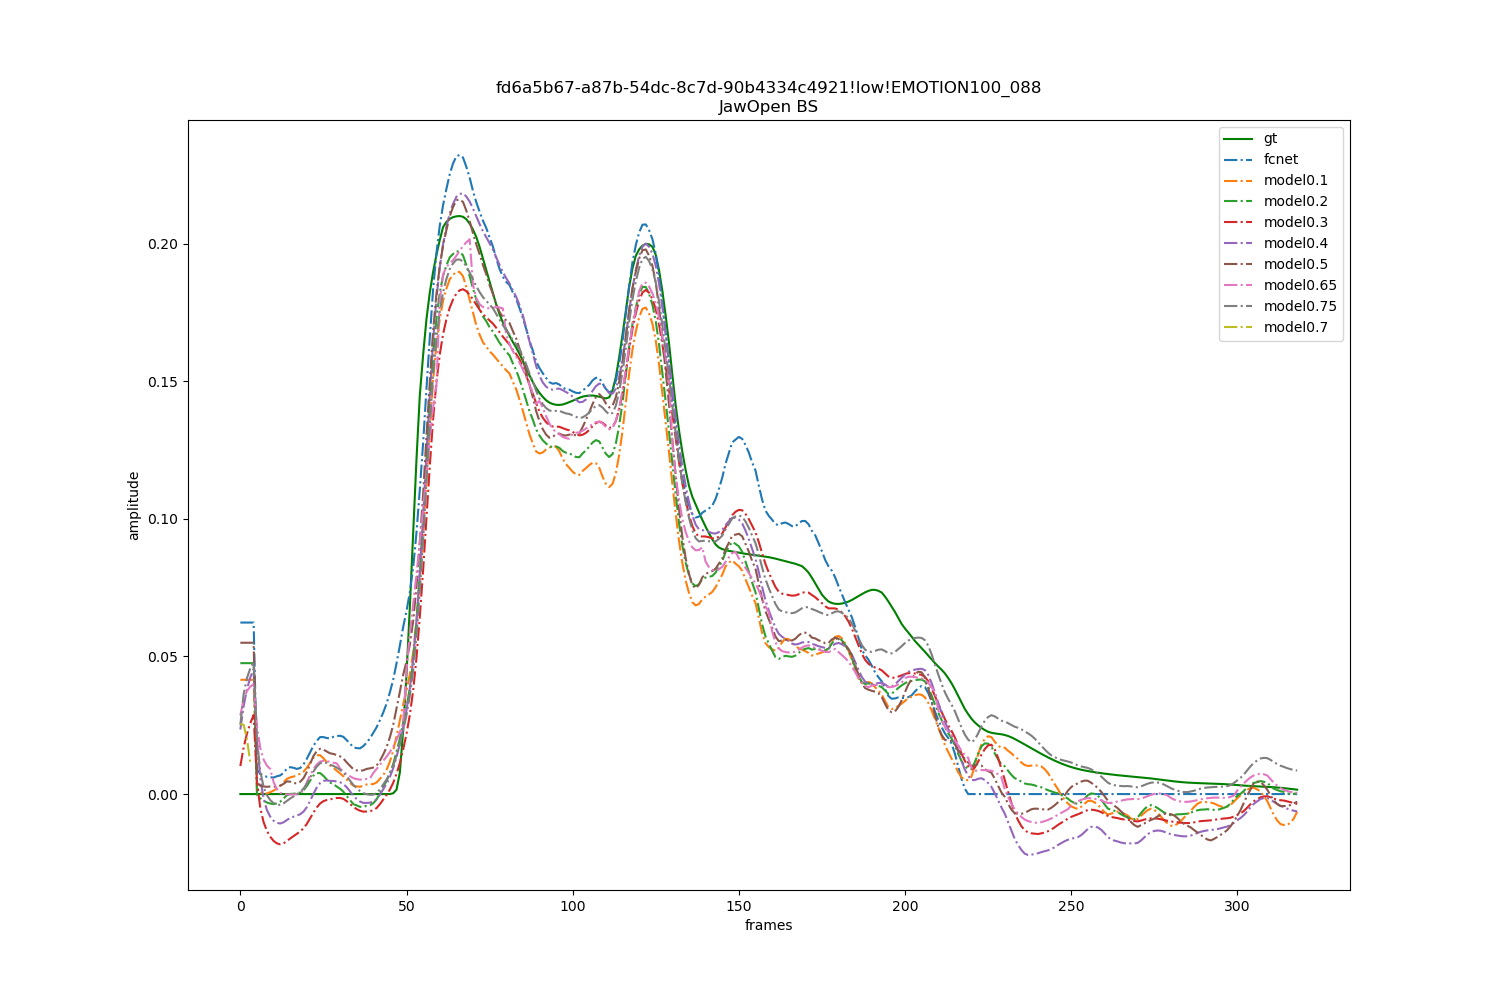 fd6a5b67-a87b-54dc-8c7d-90b4334c4921!low!EMOTION100_088
JawOpen BS
gt
fcnet
model0.1
model0.2
model0.3
model0.4
model0.5
model0.65
model0.75
model0.7
amplitude
0.20
0.15
0.10
0.05
0.00
0
50
100
150
200
250
300
frames